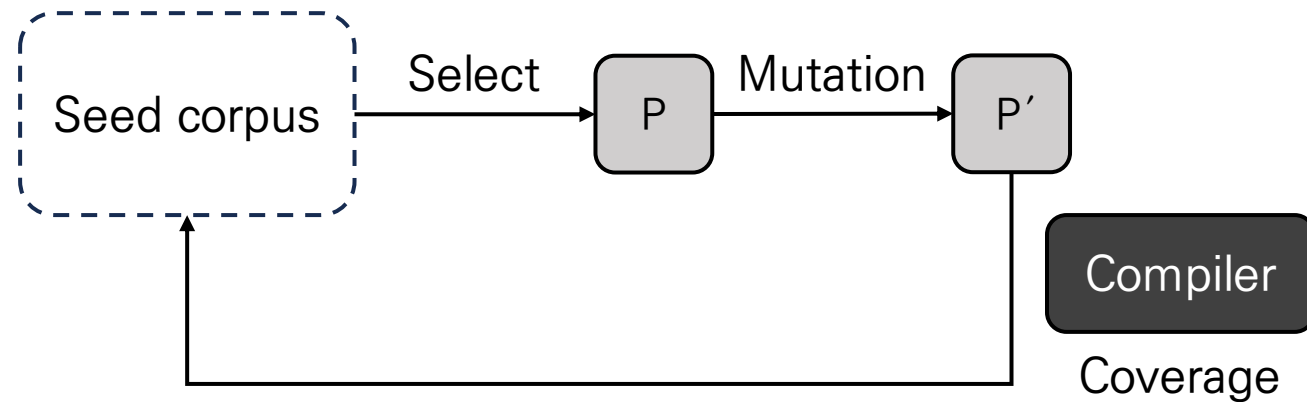 Seed corpus
Select
P
Mutation
P′
Compiler
Coverage